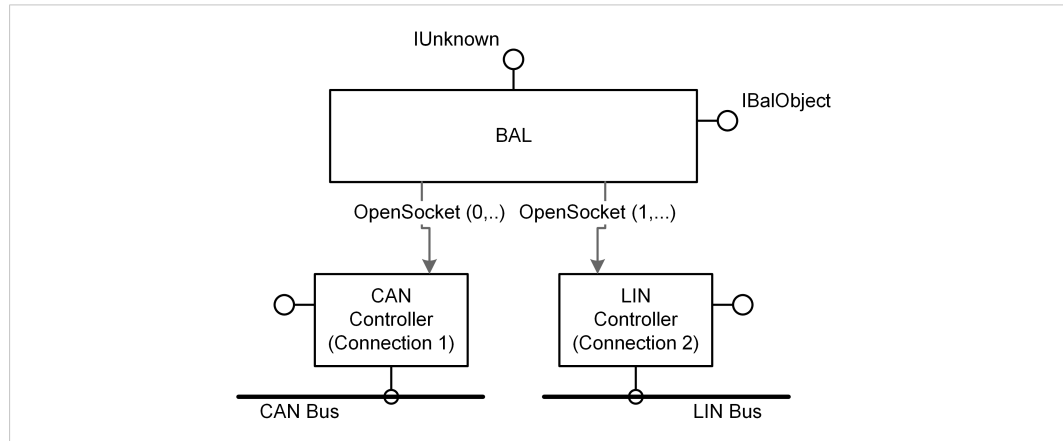 IUnknown
IBalObject
BAL
OpenSocket (0,..)
OpenSocket (1,...)
CAN
Controller
(Connection 1)
LIN
Controller
(Connection 2)
CAN Bus
LIN Bus